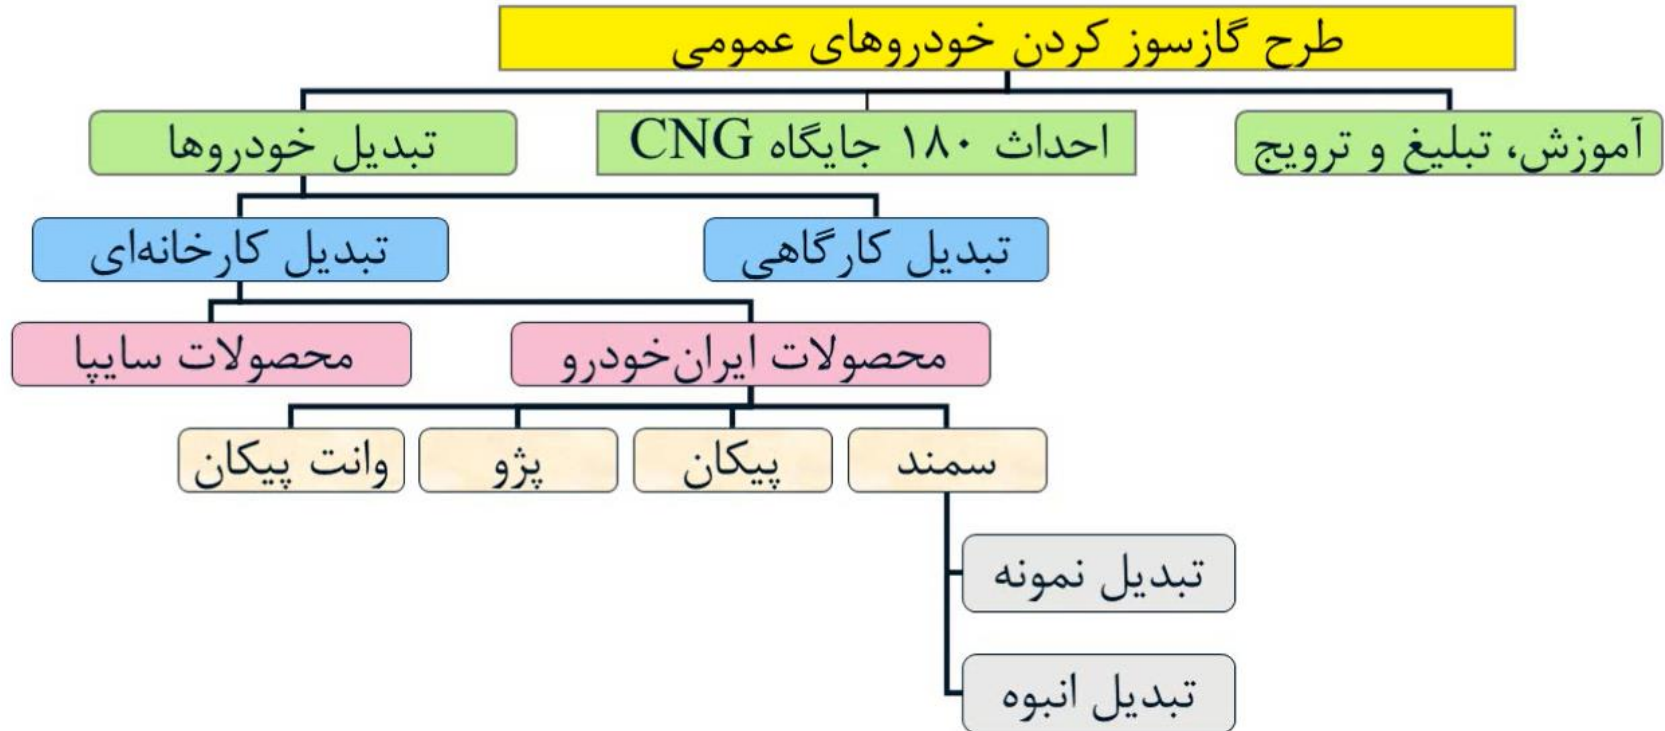 طرح گازسوز کردن خودروهای عمومی
آموزش، تبلیغ و ترویج
احداث ۱۸۰ جایگاه CNG
تبدیل خودروها
تبدیل کارگاهی
تبدیل کارخانه‌ای
محصولات ایران‌خودرو
محصولات سایپا
سمند
پیکان
پژو
وانت پیکان
تبدیل نمونه
تبدیل انبوه